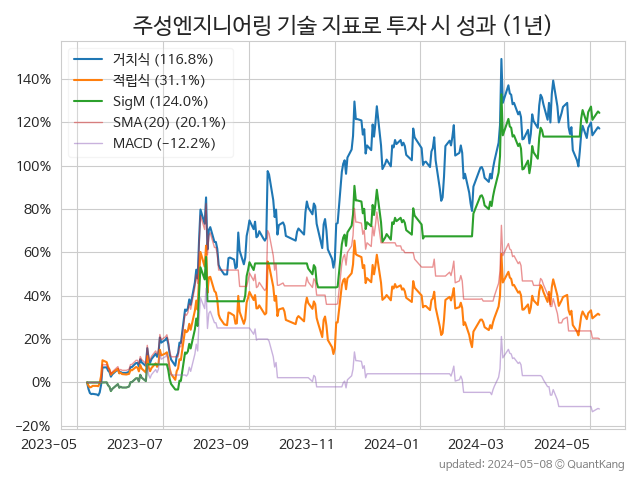 주성엔지니어링 기술 지표로 투자 시 성과 (1년)
거치식 (116.8%)
적립식 (31.1%)
SigM (124.0%)
SMA(20) (20.1%)
MACD (−12.2%)
140%
120%
100%
80%
60%
40%
20%
0%
−20%
2023-05 2023-07 2023-09 2023-11 2024-01 2024-03 2024-05
updated: 2024-05-08 © QuantKang